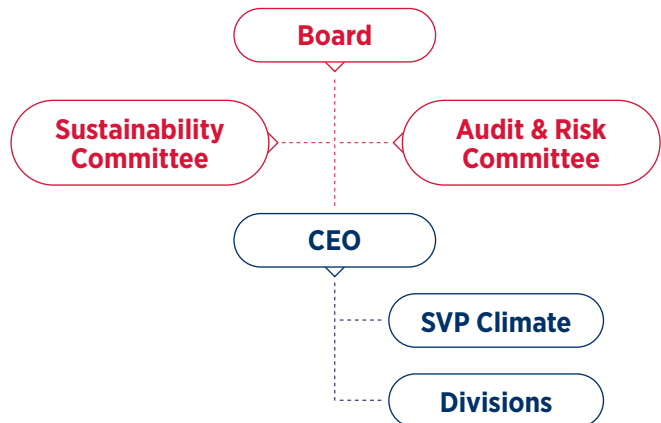 Board
Sustainability
Committee
Audit & Risk
Committee
CEO
SVP Climate
Divisions